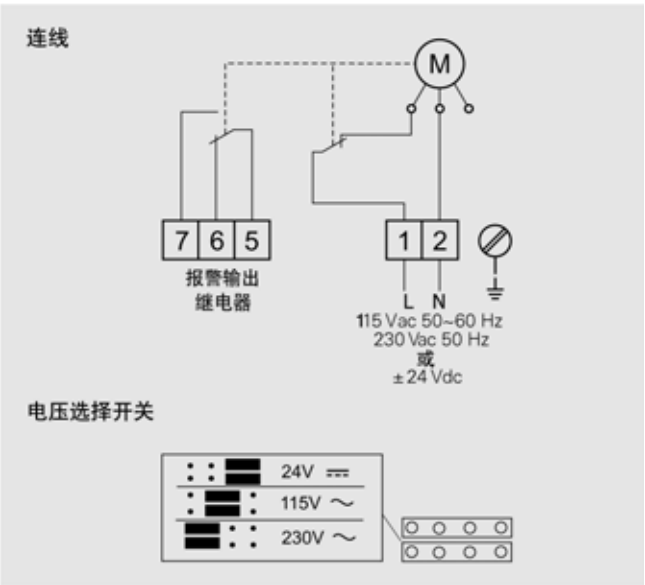 连线
M
7 6 5
1 2
报警输出
继电器
L N
115 Vac 50~60 Hz
230 Vac 50 Hz
或
± 24 Vdc
电压选择开关
24V ⎓
115V ~
230V ~